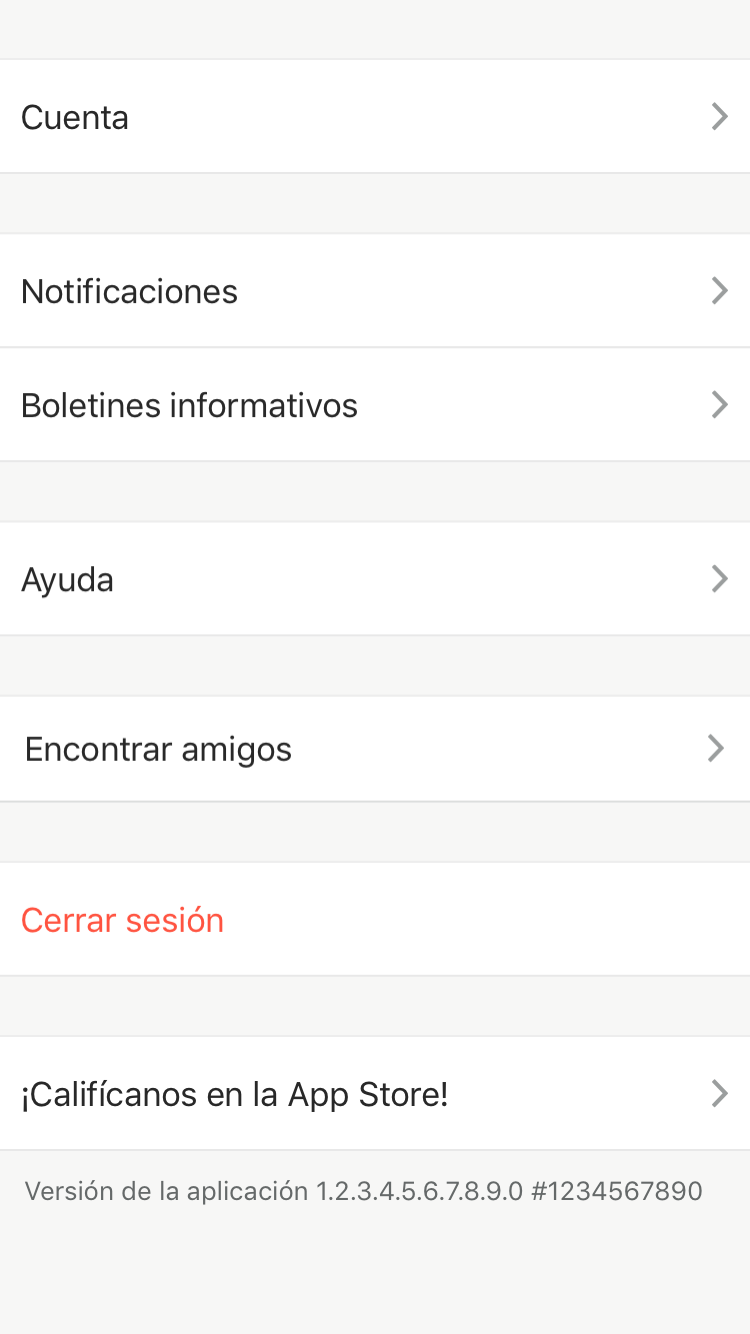 Cuenta
Notificaciones
Boletines informativos
Ayuda
Encontrar amigos
Cerrar sesión
¡Califícanos en la App Store!
Versión de la aplicación 1.2.3.4.5.6.7.8.9.0 #1234567890